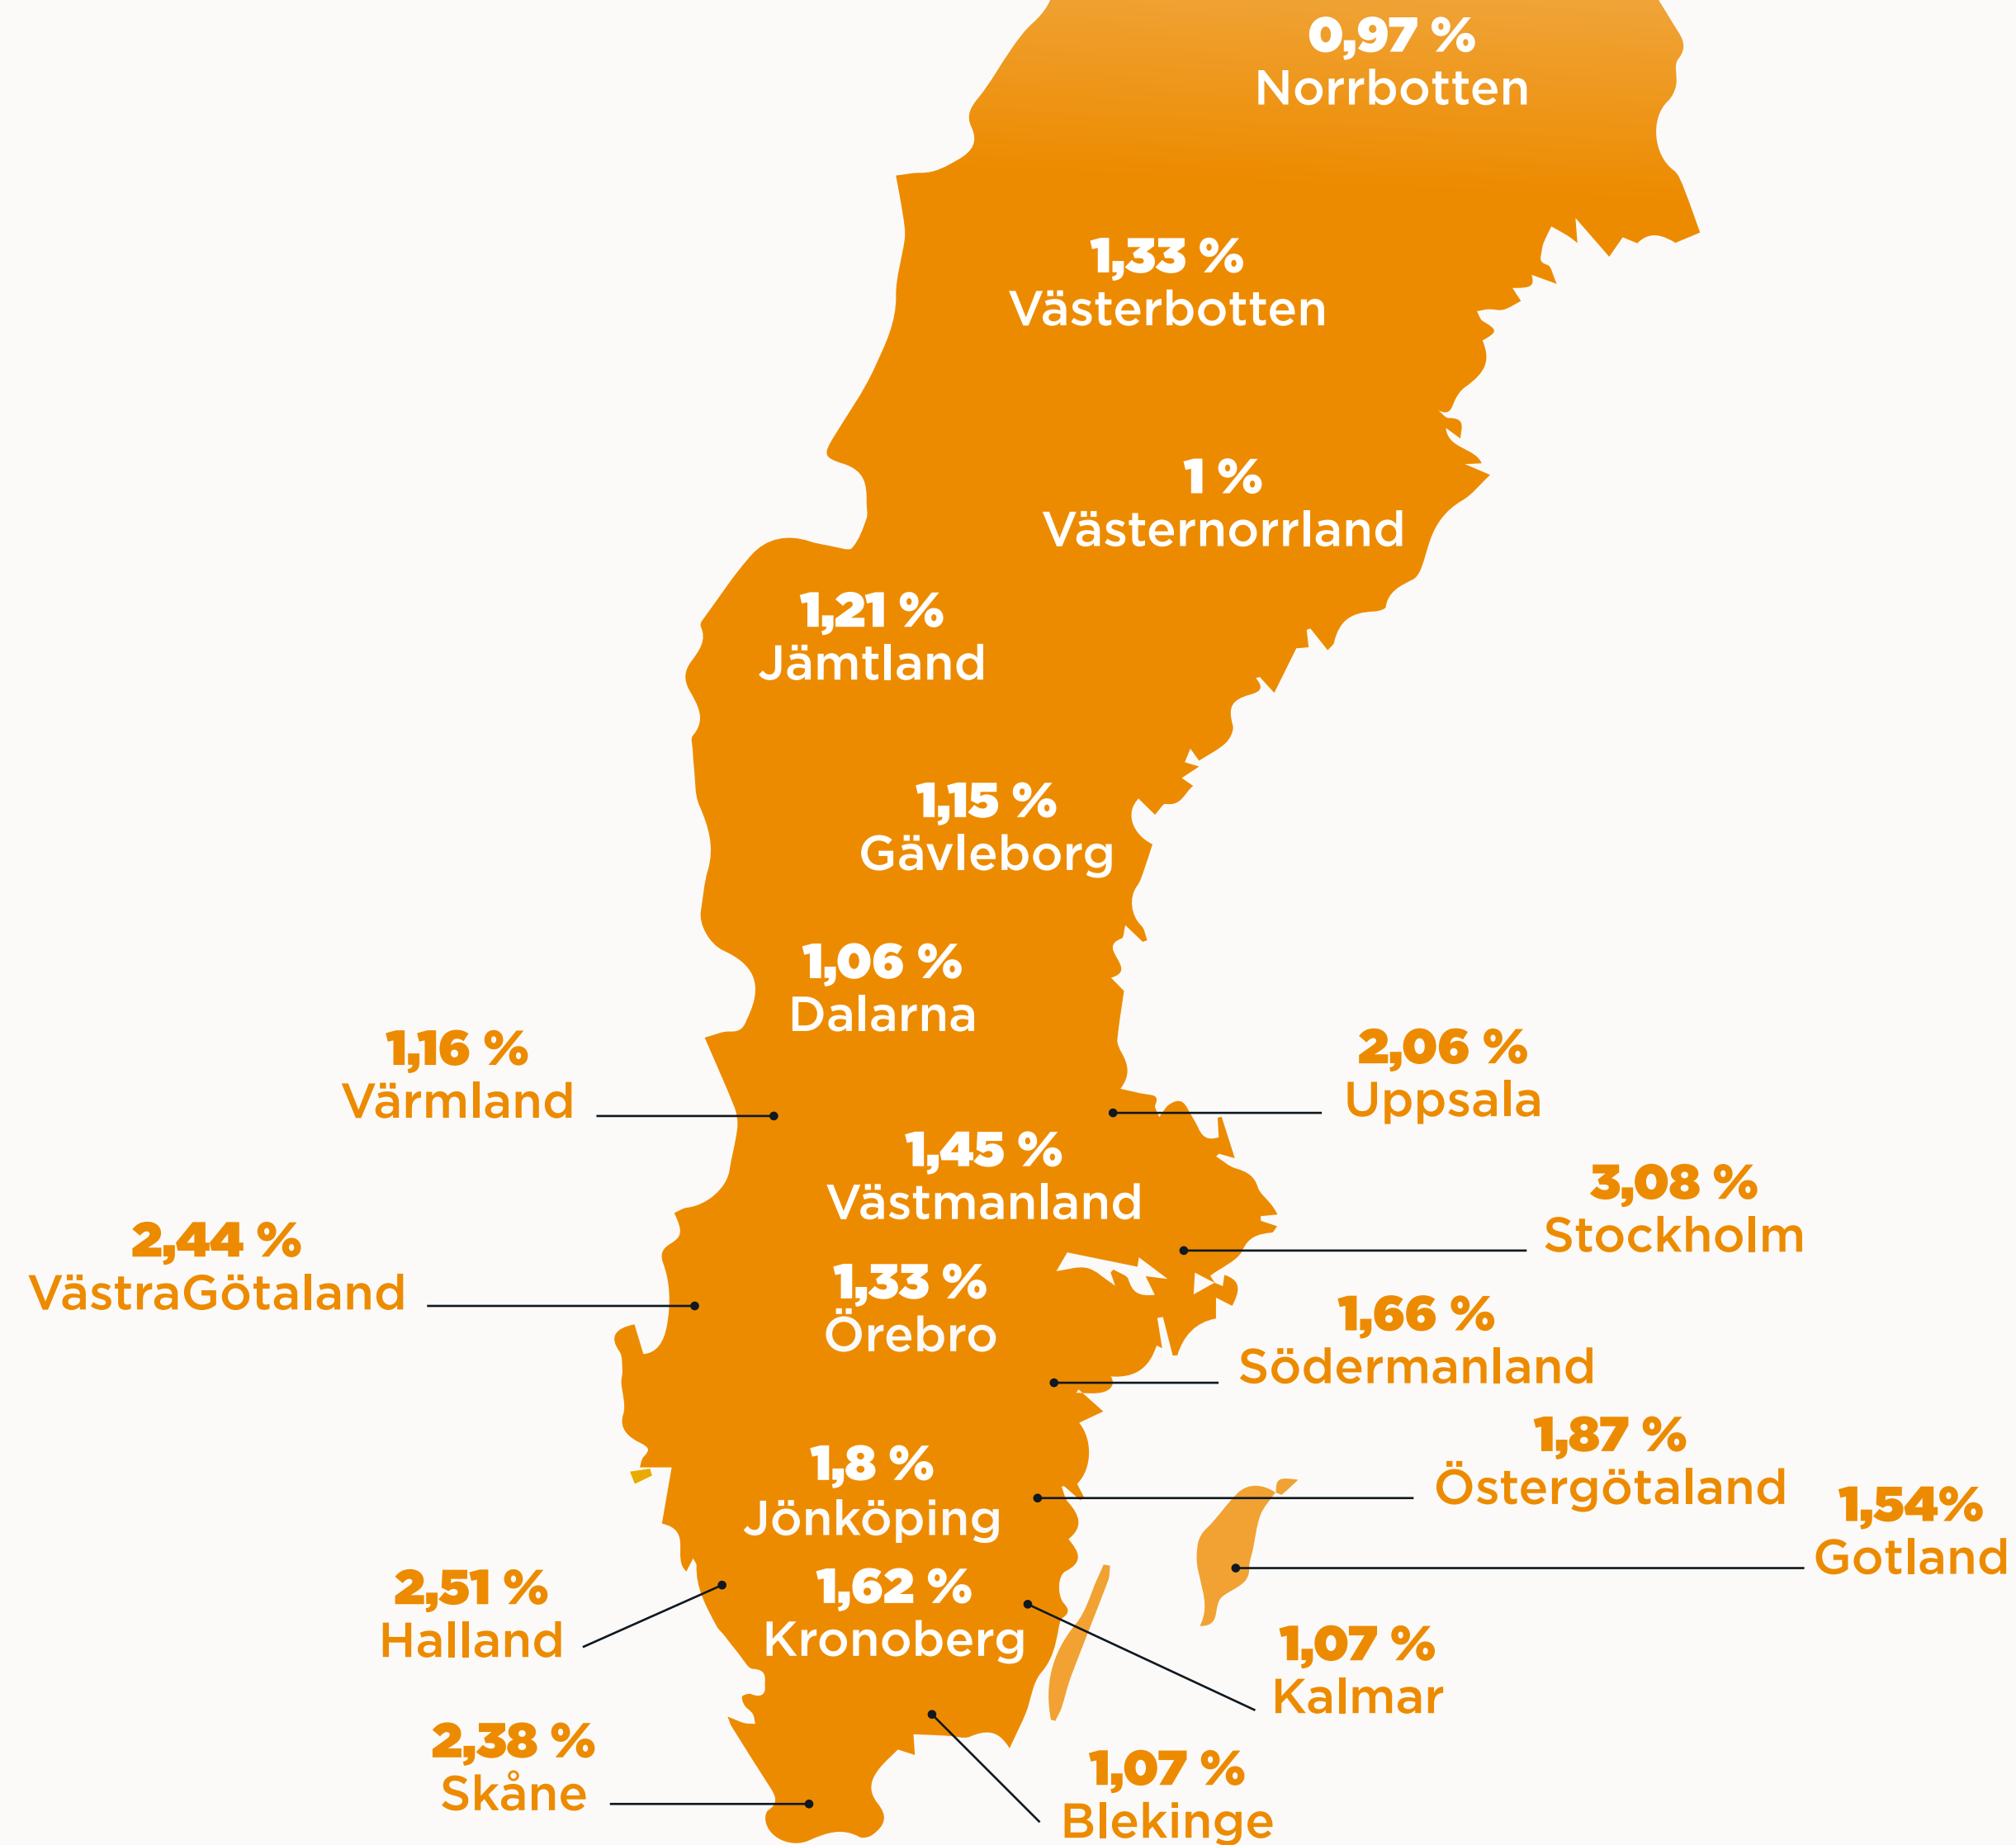 0,97 %
Norrbotten
1,33 %
Västerbotten
1 %
Västernorrland
1,21 %
Jämtland
1,15 %
Gävleborg
1,06 %
Dalarna
1,16 %
Värmland
2,06 %
Uppsala
1,45 %
Västmanland
3,08 %
Stockholm
2,44 %
Västra Götaland
1,33 %
Örebro
1,66 %
Södermanland
1,87 %
Östergötaland
1,8 %
Jönköping
1,54%
Gotland
2,51 %
Halland
1,62 %
Kronoberg
1,07 %
Kalmar
2,38 %
Skåne
1,07 %
Blekinge